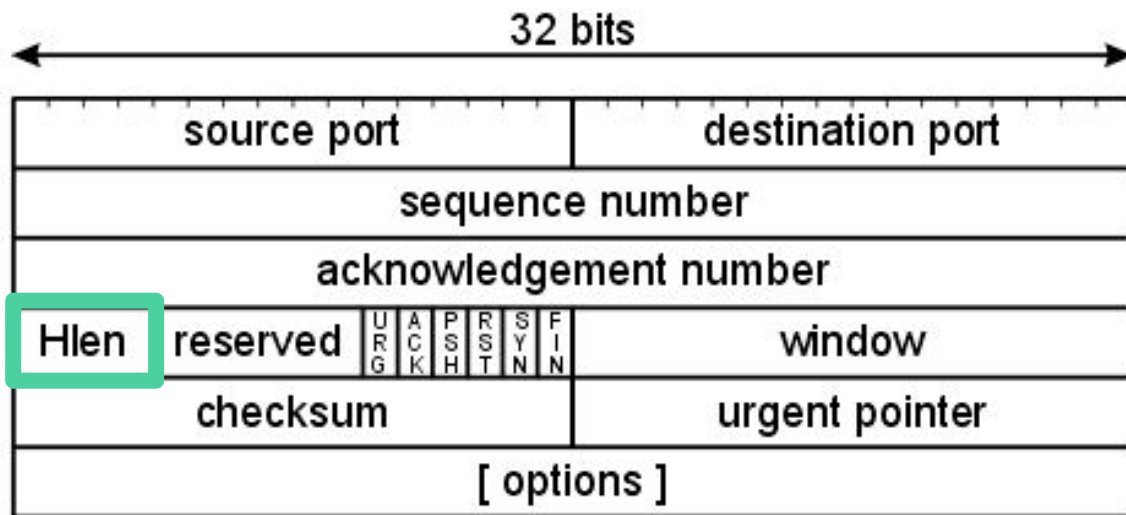 32 bits
source port destination port
sequence number
acknowledgement number
Hlen reserved URG ACK PSH RST SYN FIN window
checksum urgent pointer
[ options ]